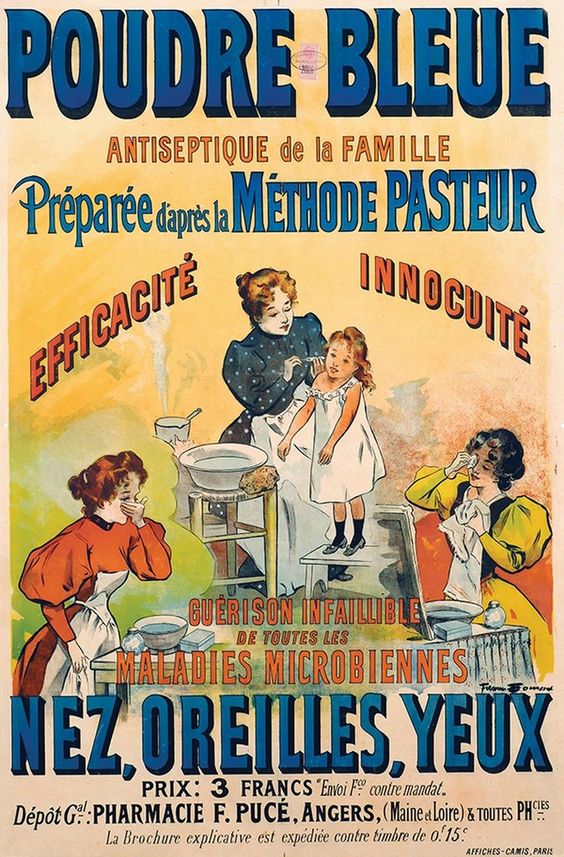 POUDRE BLEUE
ANTISEPTIQUE de la FAMILLE
Préparée d'après la MÉTHODE PASTEUR
EFFICACITÉ
INNOCUITÉ
GUÉRISON INFAILLIBLE
DE TOUTES LES
MALADIES MICROBIENNES
NEZ, OREILLES, YEUX
PRIX: 3 FRANCS "Envoi Fco contre mandat.
Dépôt Gal: PHARMACIE F. PUCÉ, ANGERS, (Maine et Loire) & TOUTES PHCIES
La Brochure explicative est expédiée contre timbre de 0f 15c
AFFICHES-CAMIS, PARIS